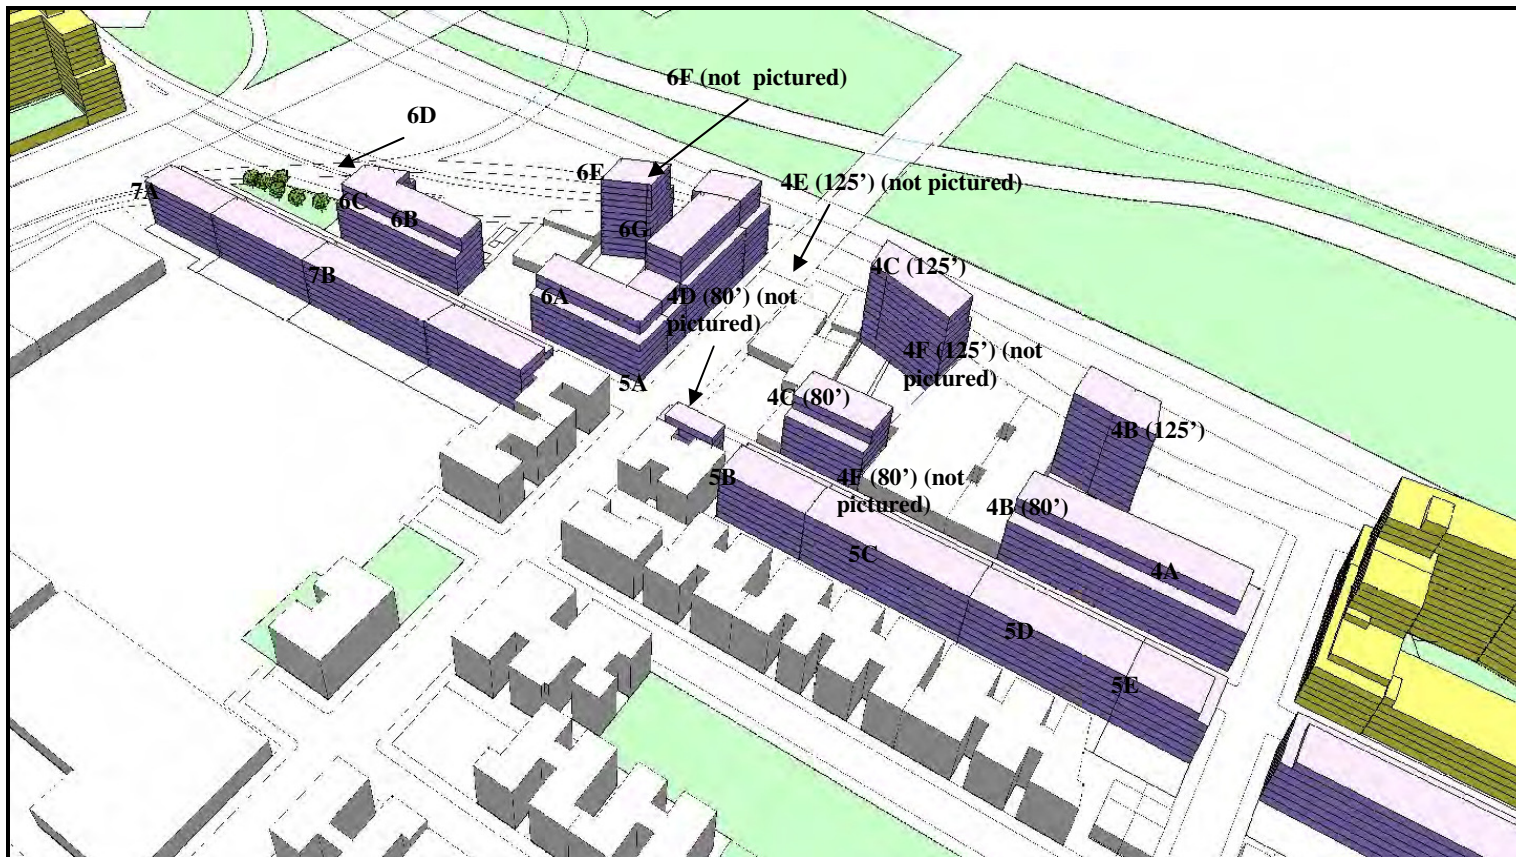 6F (not pictured)
6D
6E
4E (125’) (not pictured)
7A
6C
6B
6G
4C (125’)
7B
6A
4D (80’) (not
pictured)
4F (125’) (not
pictured)
5A
4C (80’)
4B (125’)
5B
4F (80’) (not
pictured)
4B (80’)
5C
4A
5D
5E